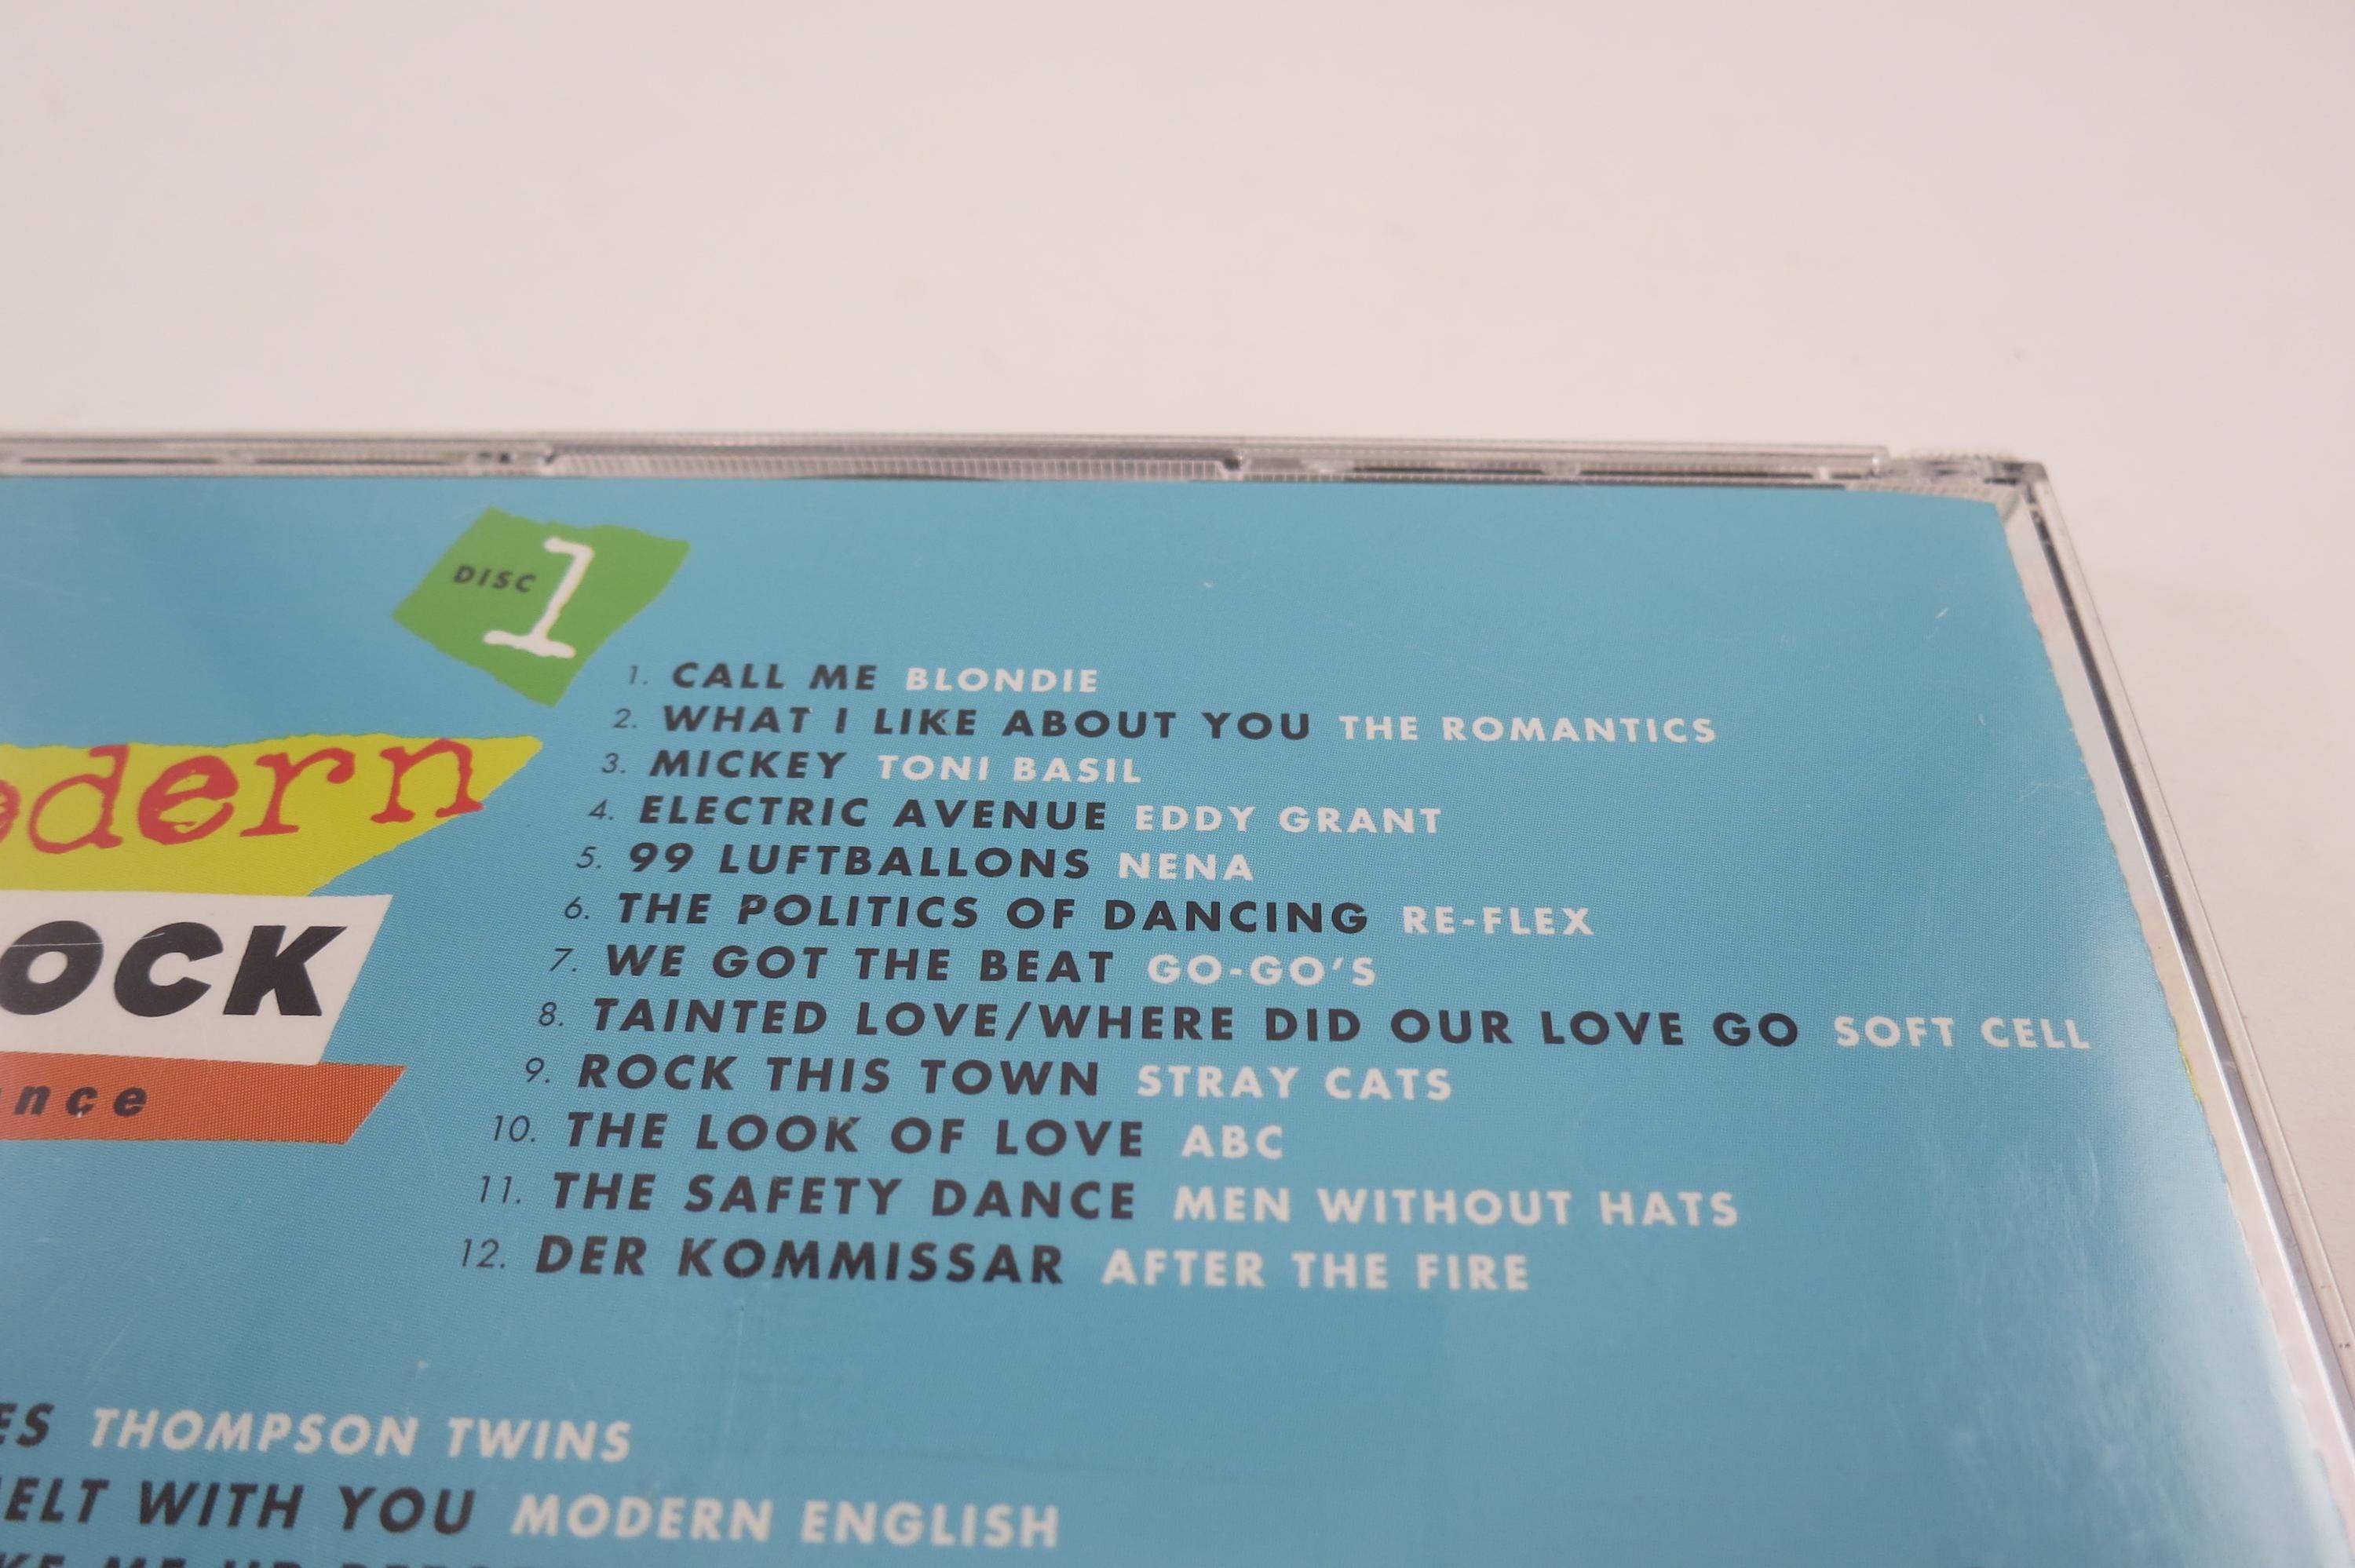 DISC 1
1. CALL ME BLONDIE
2. WHAT I LIKE ABOUT YOU THE ROMANTICS
3. MICKEY TONI BASIL
4. ELECTRIC AVENUE EDDY GRANT
5. 99 LUFTBALLONS NENA
6. THE POLITICS OF DANCING RE-FLEX
7. WE GOT THE BEAT GO-GO'S
8. TAINTED LOVE/WHERE DID OUR LOVE GO SOFT CELL
9. ROCK THIS TOWN STRAY CATS
10. THE LOOK OF LOVE ABC
11. THE SAFETY DANCE MEN WITHOUT HATS
12. DER KOMMISSAR AFTER THE FIRE
odern
OCK
nce
ES THOMPSON TWINS
ELT WITH YOU MODERN ENGLISH
ME UP